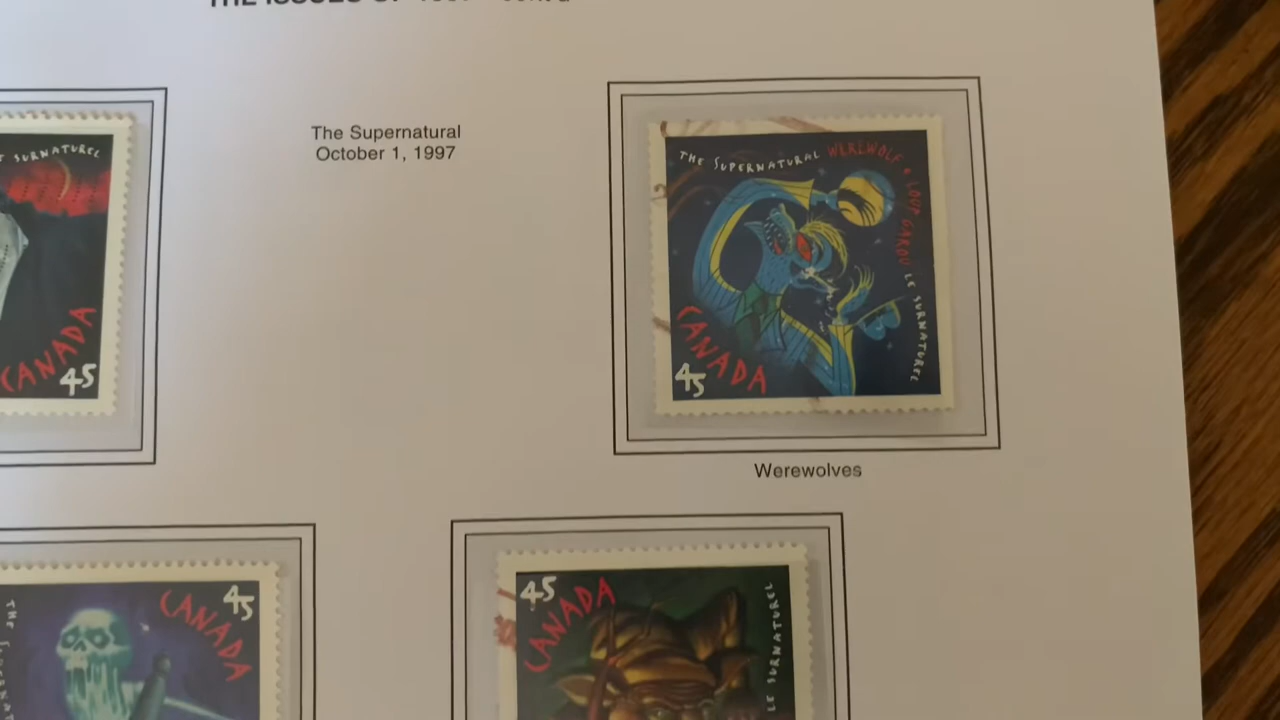 THE SUPERNATURAL WEREWOLF • LOUP GAROU LE SURNATUREL
CANADA
45
The Supernatural
October 1, 1997
SURNATUREL
CANADA
45
Werewolves
45
CANADA
THE
45
CANADA
LE SURNATUREL